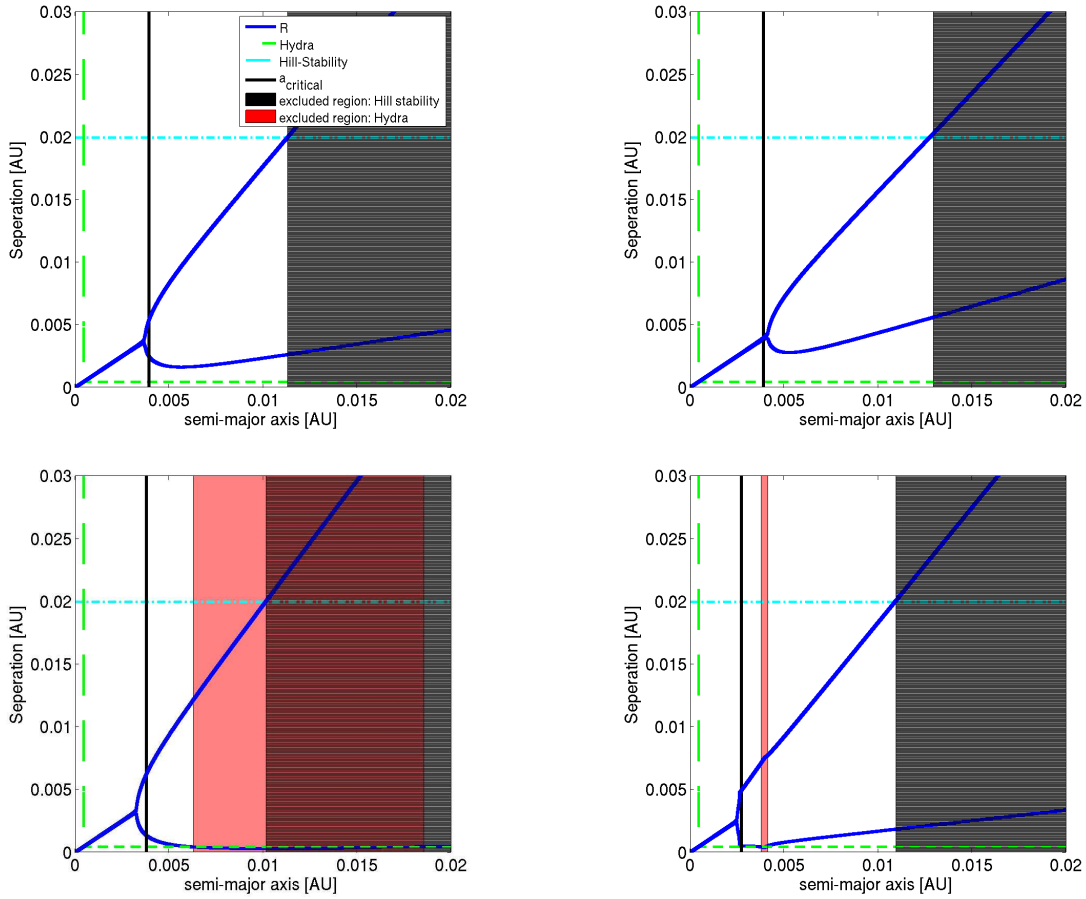 0.03
0.025
0.02
0.015
0.01
0.005
0
Seperation [AU]
R
Hydra
Hill-Stability
a critical
excluded region: Hill stability
excluded region: Hydra
0 0.005 0.01 0.015 0.02
semi-major axis [AU]
0.03
0.025
0.02
0.015
0.01
0.005
0
Seperation [AU]
0 0.005 0.01 0.015 0.02
semi-major axis [AU]
0.03
0.025
0.02
0.015
0.01
0.005
0
Seperation [AU]
0 0.005 0.01 0.015 0.02
semi-major axis [AU]
0.03
0.025
0.02
0.015
0.01
0.005
0
Seperation [AU]
0 0.005 0.01 0.015 0.02
semi-major axis [AU]